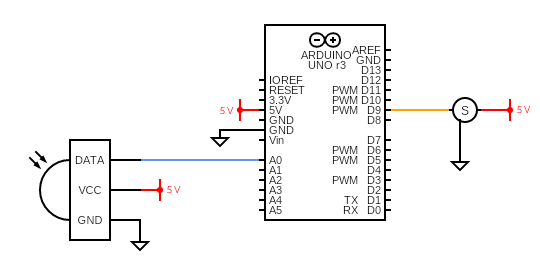 ARDUINO
UNO r3
AREF
GND
D13
IOREF D12
RESET PWM D11
3.3V PWM D10
5 V 5V PWM D9 S 5 V
GND D8
GND
Vin D7
PWM D6
DATA A0 PWM D5
A1 D4
A2 PWM D3
VCC 5 V A3 D2
A4 TX D1
A5 RX D0
GND